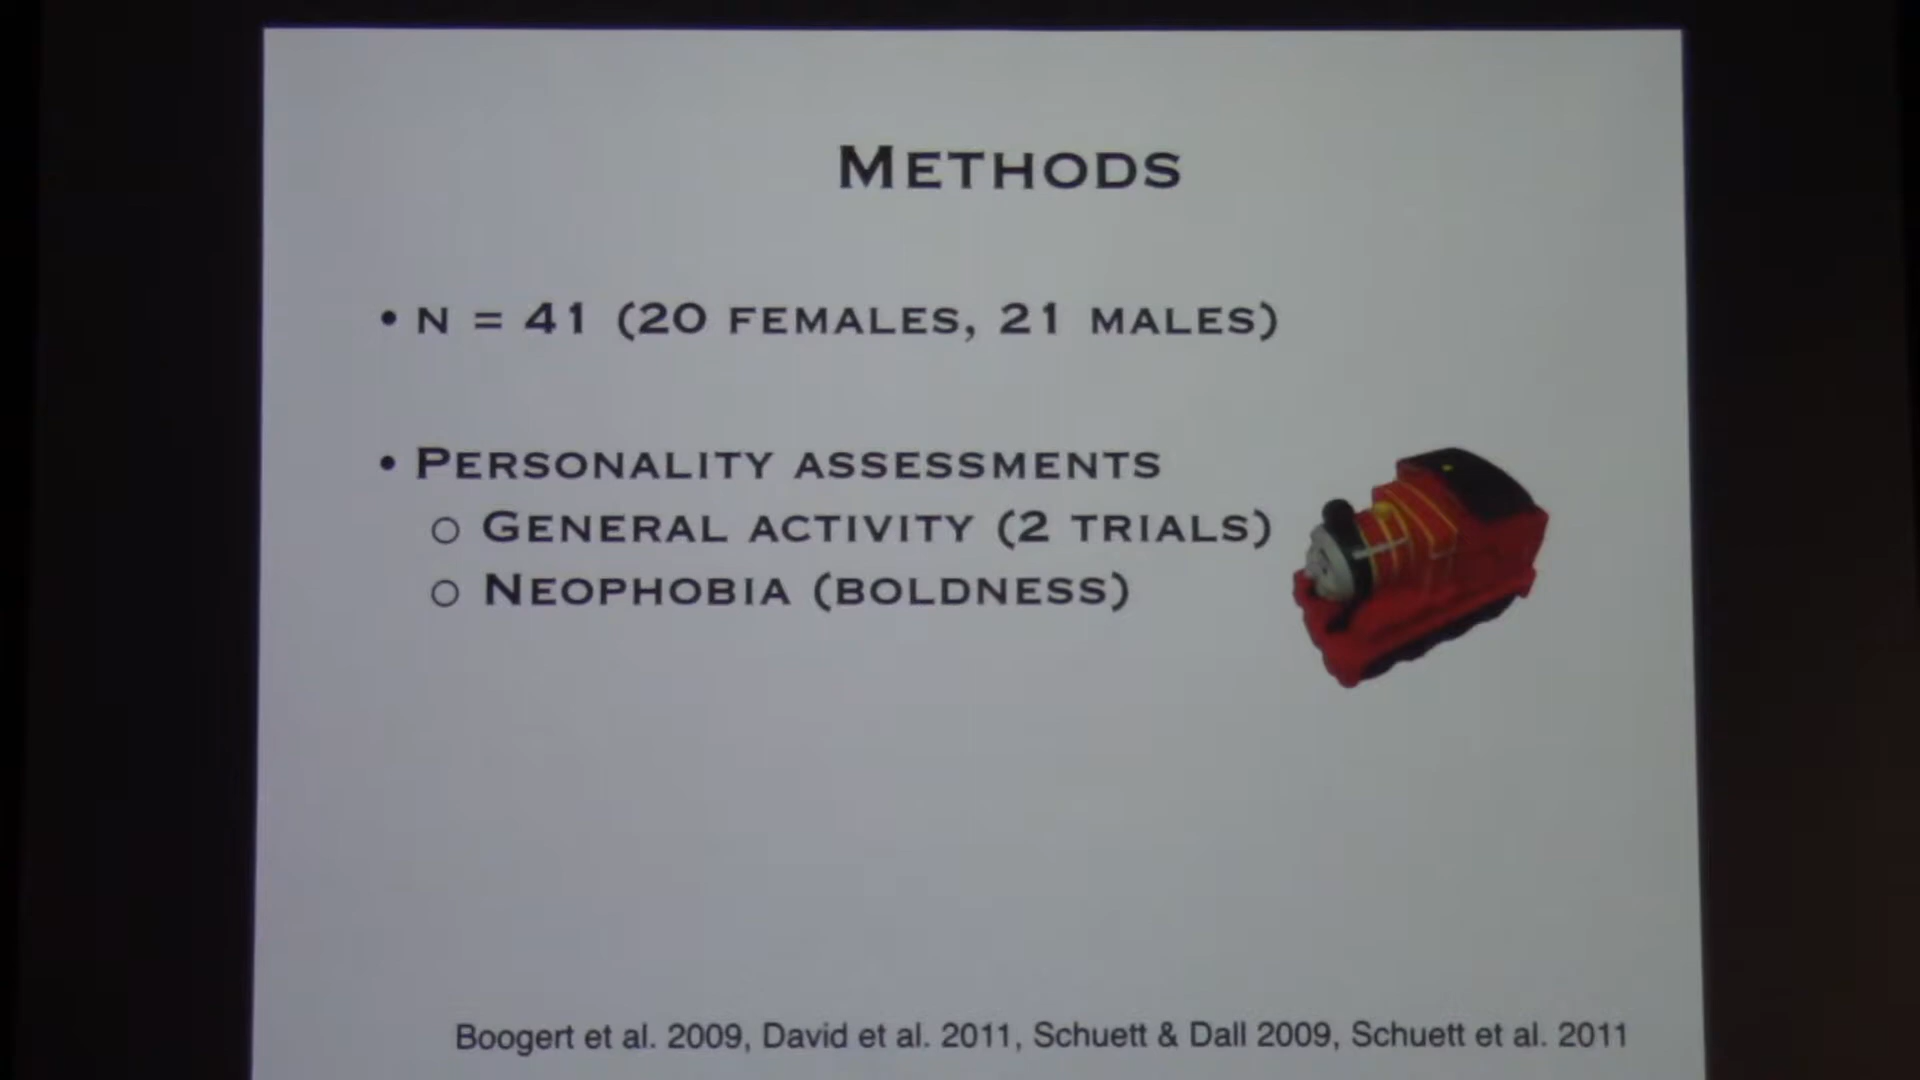 METHODS
• N = 41 (20 FEMALES, 21 MALES)
• PERSONALITY ASSESSMENTS
○ GENERAL ACTIVITY (2 TRIALS)
○ NEOPHOBIA (BOLDNESS)
Boogert et al. 2009, David et al. 2011, Schuett & Dall 2009, Schuett et al. 2011